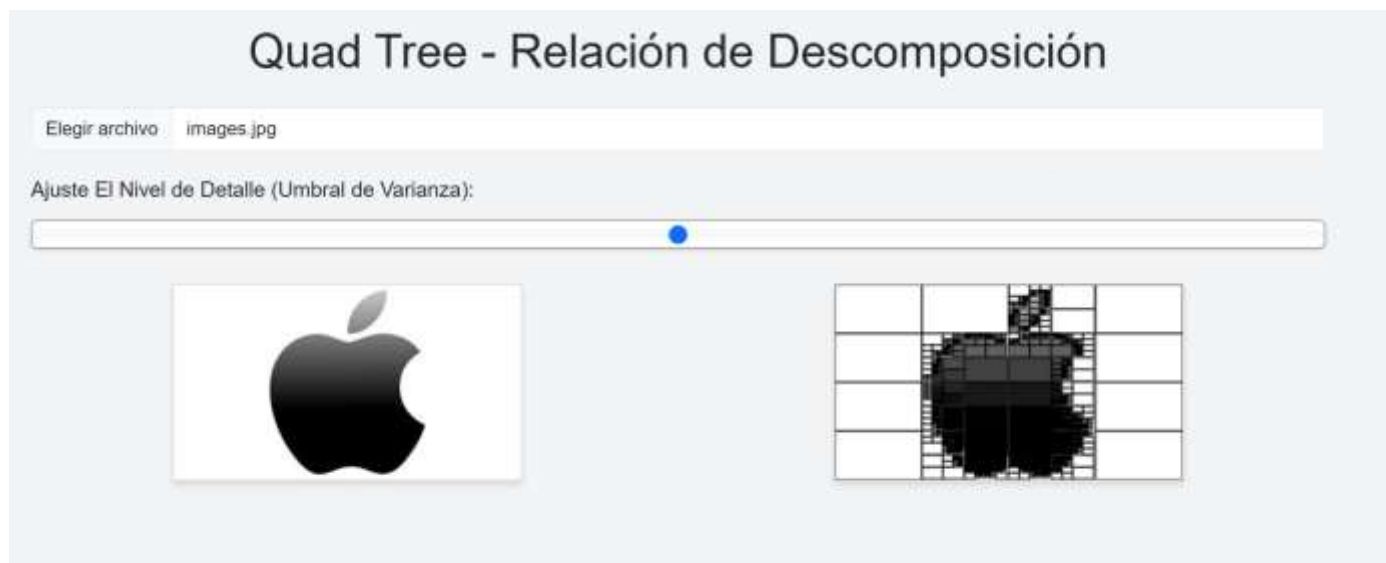 Quad Tree - Relación de Descomposición
Elegir archivo images.jpg
Ajuste El Nivel de Detalle (Umbral de Varianza):